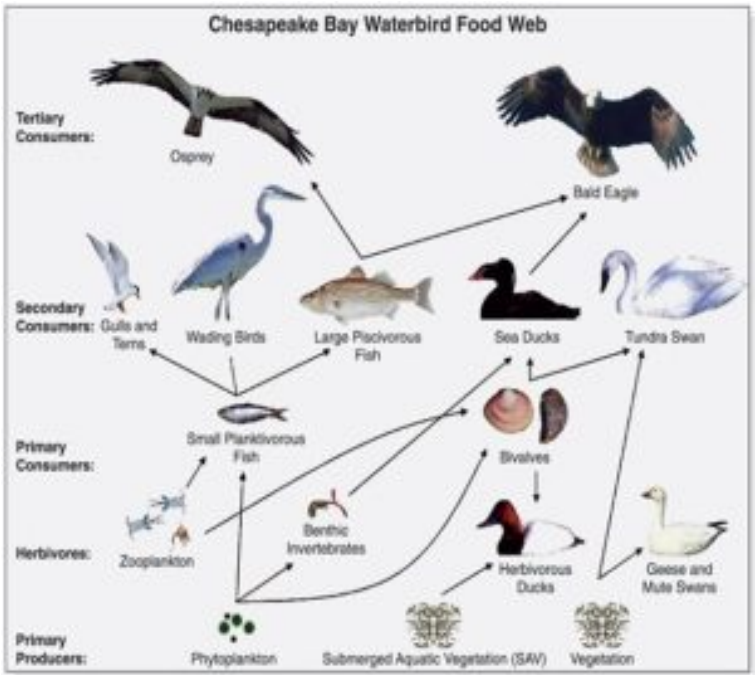 Chesapeake Bay Waterbird Food Web
Tertiary
Consumers:
Osprey
Bald Eagle
Secondary
Consumers:
Gulls and
Terns
Wading Birds
Large Piscivorous
Fish
Sea Ducks
Tundra Swan
Primary
Consumers:
Small Planktivorous
Fish
Bivalves
Herbivores:
Zooplankton
Benthic
Invertebrates
Herbivorous
Ducks
Geese and
Mute Swans
Primary
Producers:
Phytoplankton
Submerged Aquatic Vegetation (SAV)
Vegetation